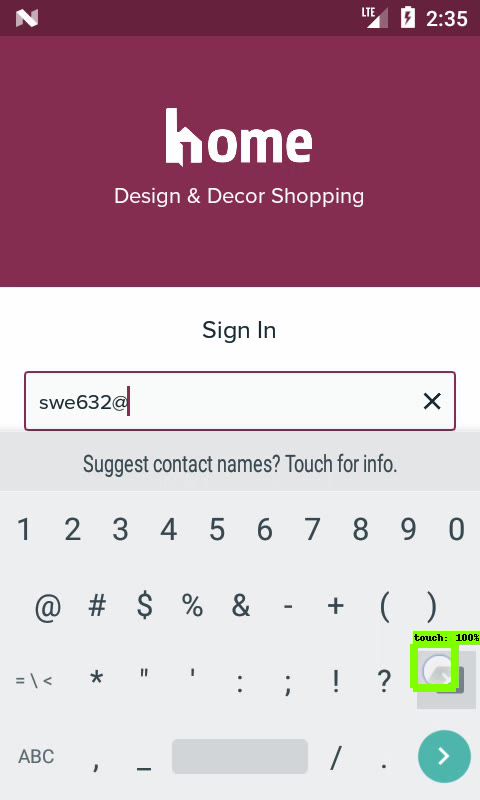 LTE 2:35
home
Design & Decor Shopping
Sign In
swe632@
Suggest contact names? Touch for info.
1 2 3 4 5 6 7 8 9 0
@ # $ % & - + ( )
touch: 100%
= \ < * " ' : ; ! ?
ABC , _ / .